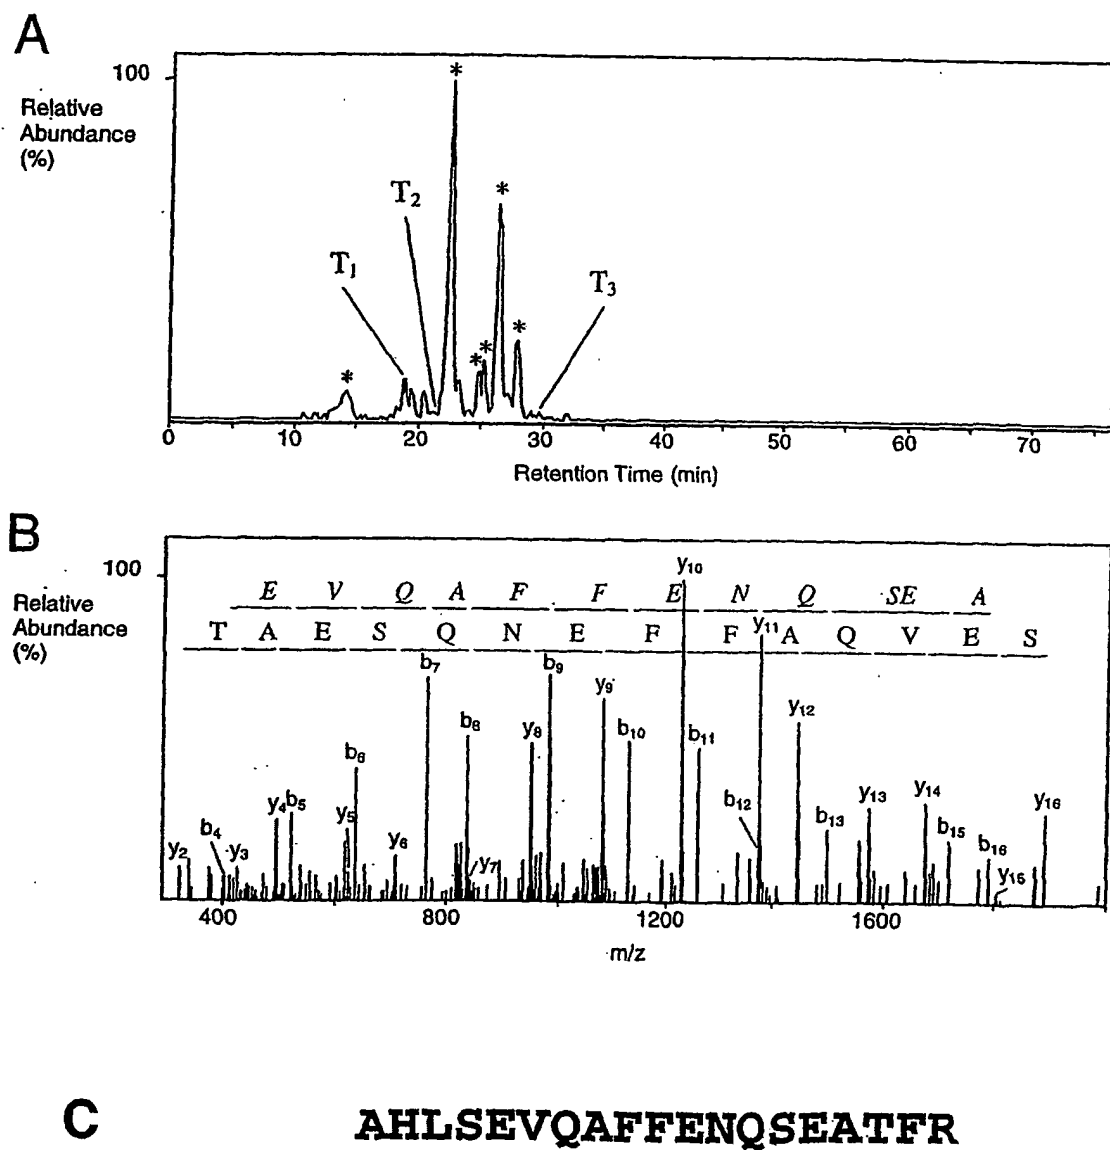 A
100
Relative
Abundance
(%)
*
*
T2
T1
T3
*
* *
*
0 10 20 30 40 50 60 70
Retention Time (min)
B
100
Relative
Abundance
(%)
y10
E V Q A F F E N Q SE A
T A E S Q N E F F A Q V E S
y11
b7 b9
y9
b8 y8 b10 b11 y12
b6
y4 b5 y5 b12 b13 y13 y14 y16
b4 y2 y3 y6 y7 b15 b16 y15
400 800 1200 1600
m/z
C AHLSEVQAFFENQSEATFR